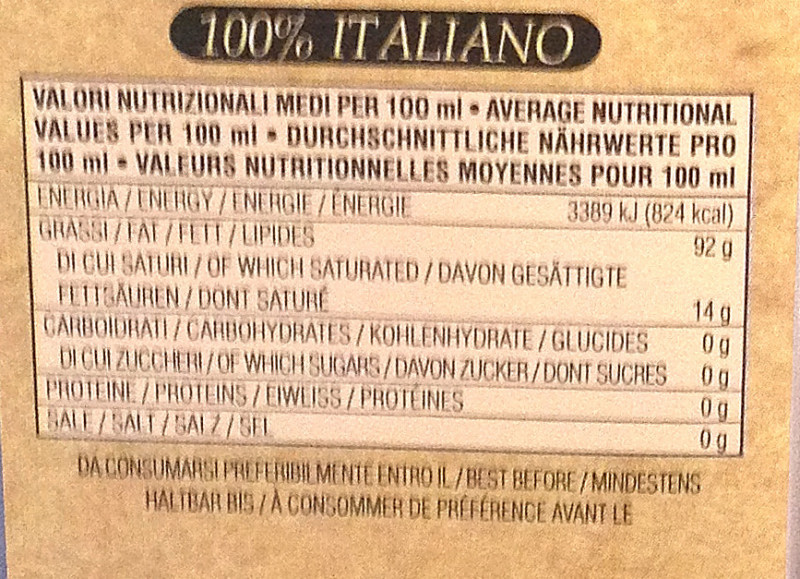 100% ITALIANO
VALORI NUTRIZIONALI MEDI PER 100 ml • AVERAGE NUTRITIONAL
VALUES PER 100 ml • DURCHSCHNITTLICHE NÄHRWERTE PRO
100 ml • VALEURS NUTRITIONNELLES MOYENNES POUR 100 ml
ENERGIA / ENERGY / ENERGIE / ÉNERGIE 3389 kJ (824 kcal)
GRASSI / FAT / FETT / LIPIDES 92 g
DI CUI SATURI / OF WHICH SATURATED / DAVON GESÄTTIGTE
FETTSÄUREN / DONT SATURÉ 14 g
CARBOIDRATI / CARBOHYDRATES / KOHLENHYDRATE / GLUCIDES 0 g
DI CUI ZUCCHERI / OF WHICH SUGARS / DAVON ZUCKER / DONT SUCRES 0 g
PROTEINE / PROTEINS / EIWEISS / PROTÉINES 0 g
SALE / SALT / SALZ / SEL 0 g
DA CONSUMARSI PREFERIBILMENTE ENTRO IL / BEST BEFORE / MINDESTENS
HALTBAR BIS / À CONSOMMER DE PRÉFÉRENCE AVANT LE